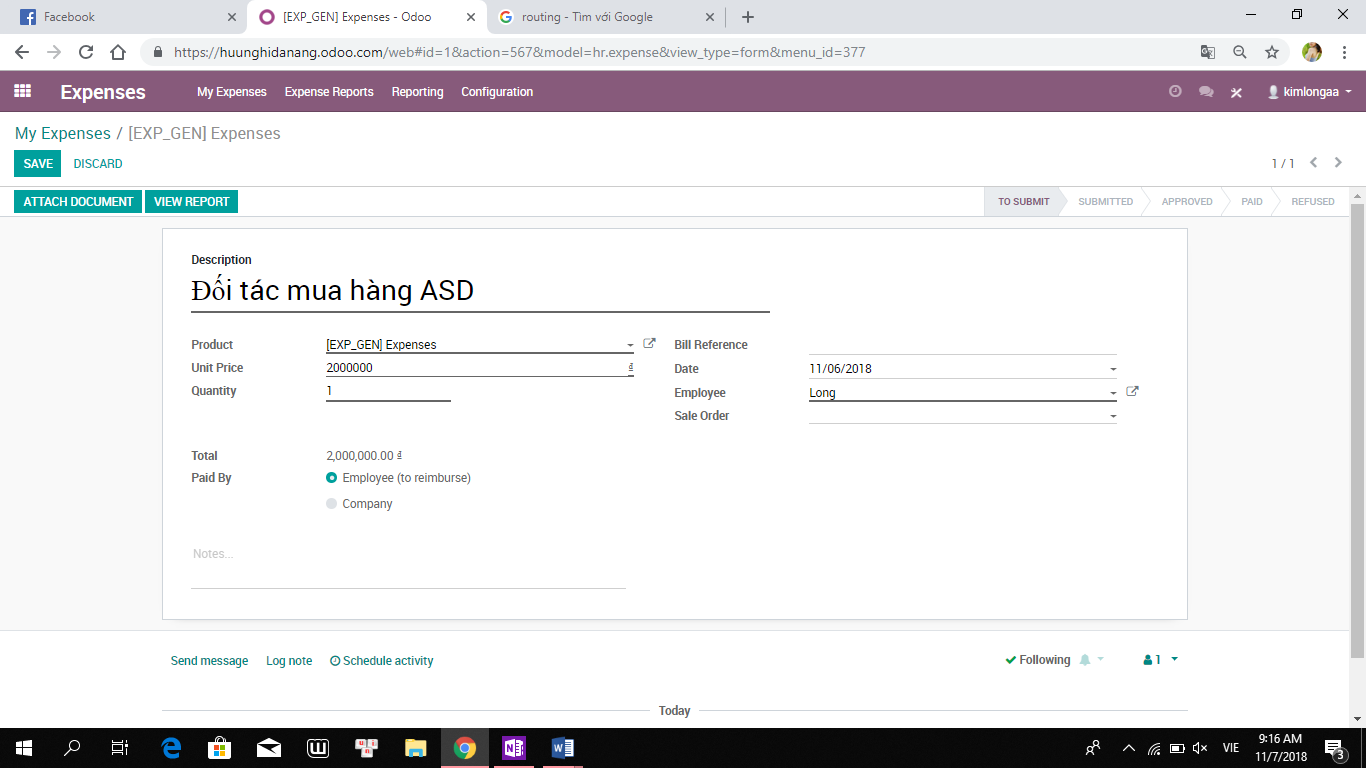 Facebook
[EXP_GEN] Expenses - Odoo
routing - Tìm với Google
https://huunghidanang.odoo.com/web#id=1&action=567&model=hr.expense&view_type=form&menu_id=377
Expenses My Expenses Expense Reports Reporting Configuration kimlongaa
My Expenses / [EXP_GEN] Expenses
SAVE DISCARD 1 / 1
ATTACH DOCUMENT VIEW REPORT TO SUBMIT SUBMITTED APPROVED PAID REFUSED
Description
Đối tác mua hàng ASD
Product [EXP_GEN] Expenses
Unit Price 2000000 ₫
Quantity 1
Bill Reference
Date 11/06/2018
Employee Long
Sale Order
Total 2,000,000.00 ₫
Paid By Employee (to reimburse)
Company
Notes...
Send message Log note Schedule activity Following 1
Today
VIE
9:16 AM
11/7/2018
3